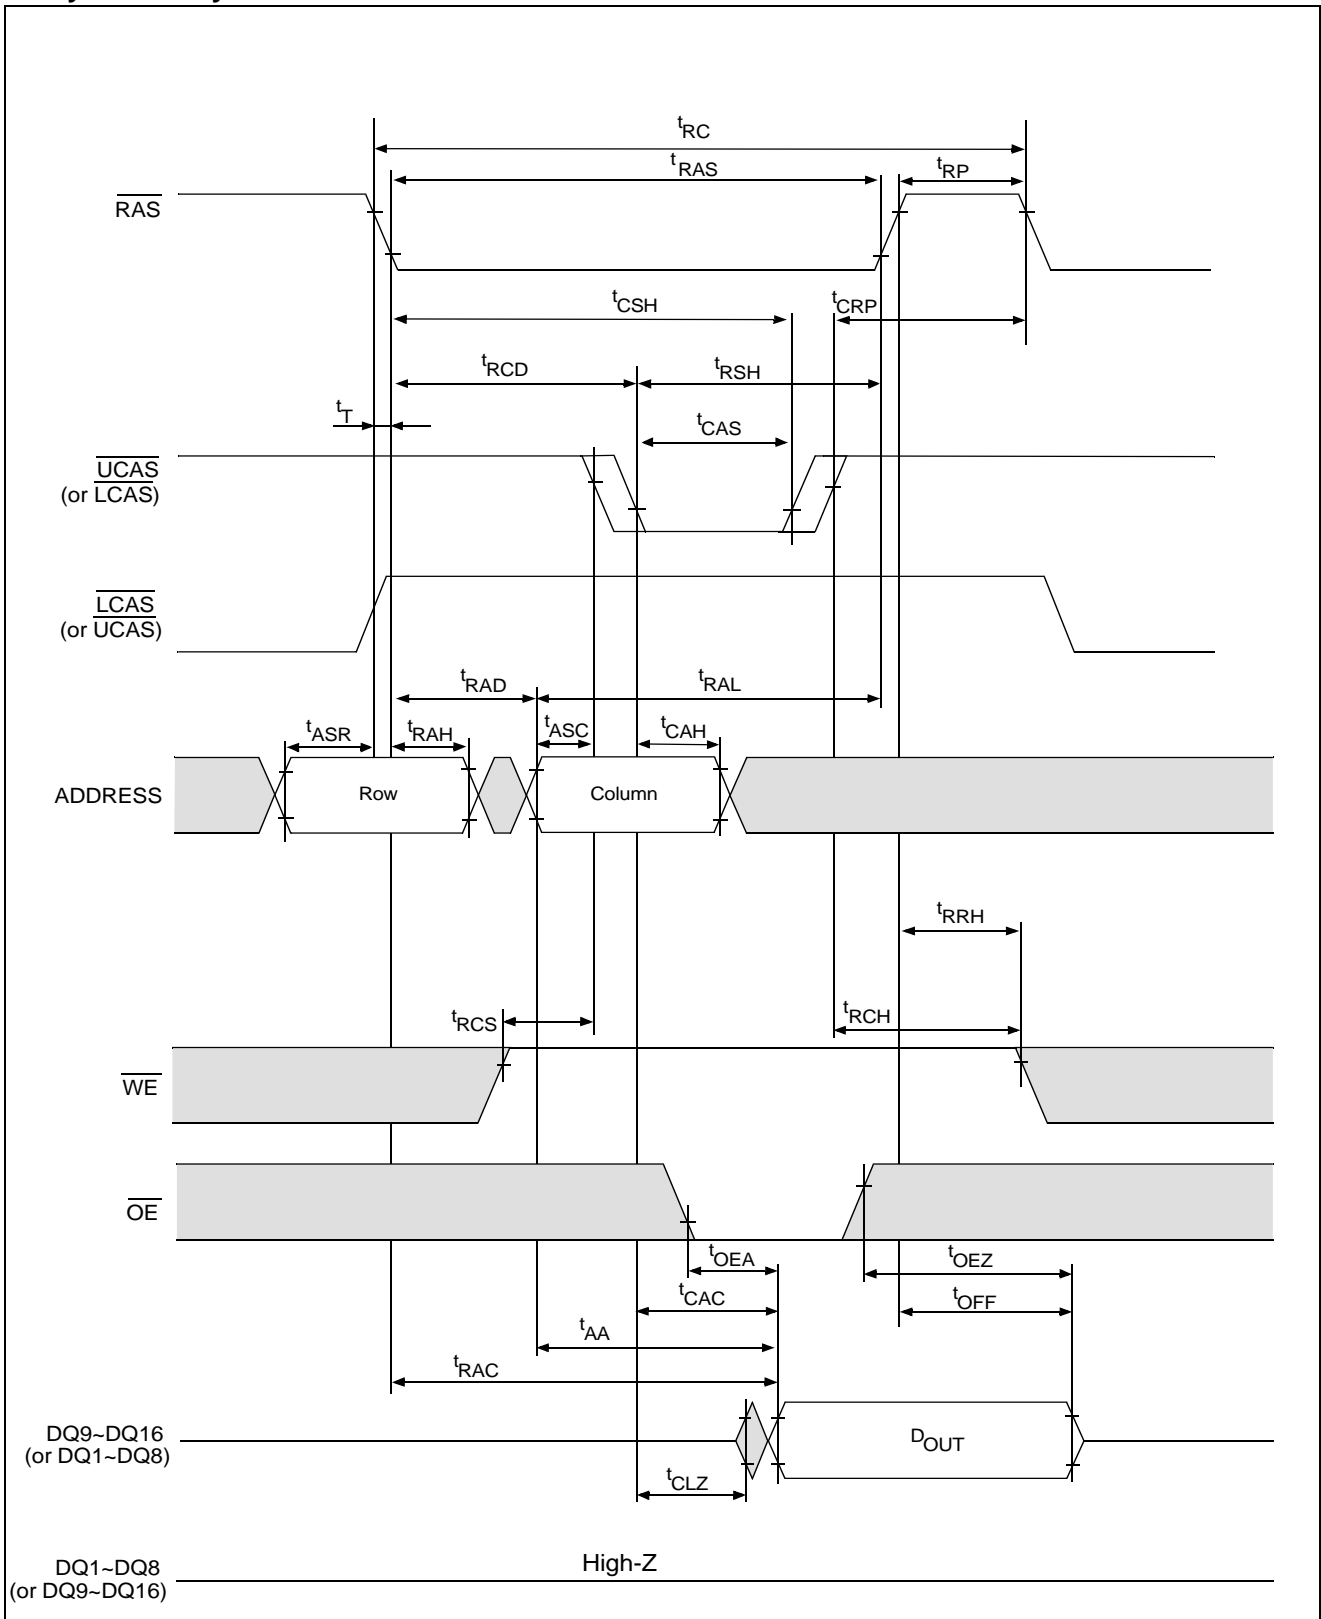 tRC
tRAS
tRP
RAS
tCSH
tCRP
tRCD
tRSH
tT
tCAS
UCAS
(or LCAS)
LCAS
(or UCAS)
tRAD
tRAL
tASR
tRAH
tASC
tCAH
ADDRESS
Row
Column
tRRH
tRCS
tRCH
WE
OE
tOEA
tOEZ
tCAC
tOFF
tAA
tRAC
DQ9~DQ16
(or DQ1~DQ8)
DOUT
tCLZ
DQ1~DQ8
(or DQ9~DQ16)
High-Z